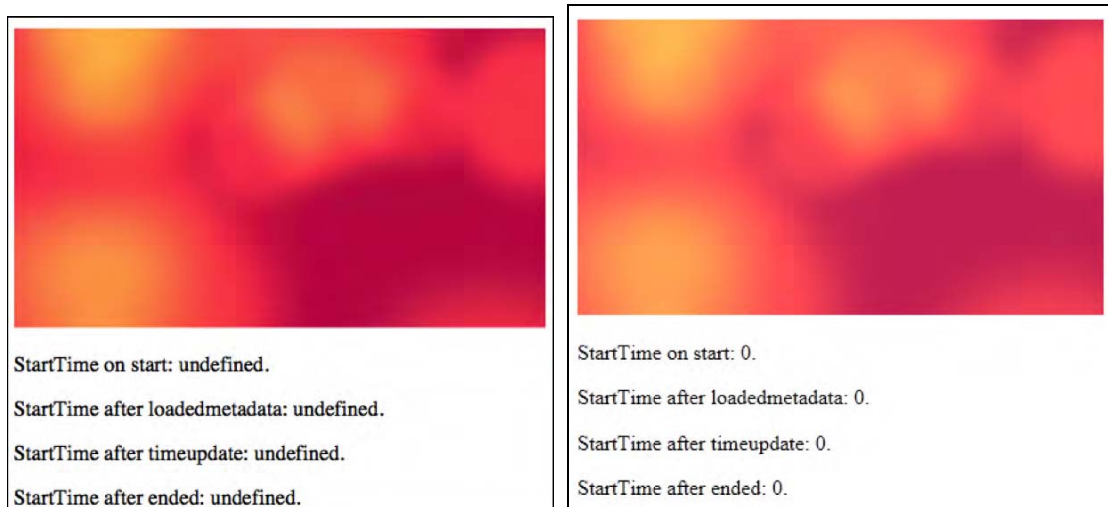 StartTime on start: undefined.
StartTime after loadedmetadata: undefined.
StartTime after timeupdate: undefined.
StartTime after ended: undefined.
StartTime on start: 0.
StartTime after loadedmetadata: 0.
StartTime after timeupdate: 0.
StartTime after ended: 0.